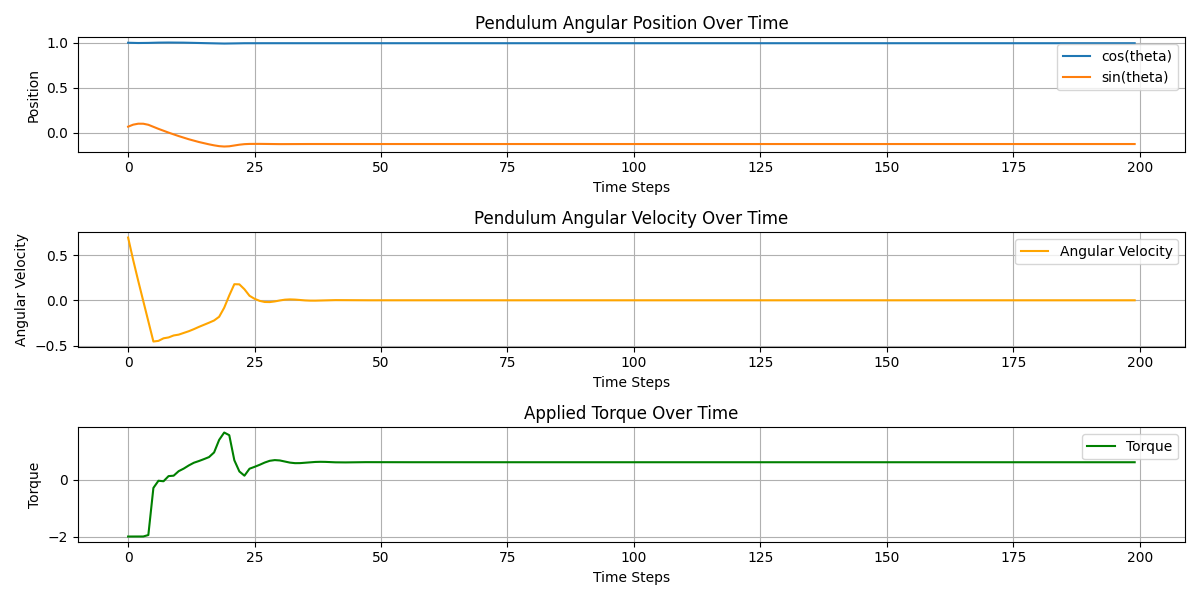 Pendulum Angular Position Over Time
1.0
0.5
0.0
Position
cos(theta)
sin(theta)
0 25 50 75 100 125 150 175 200
Time Steps
Pendulum Angular Velocity Over Time
0.5
0.0
−0.5
Angular Velocity
Angular Velocity
0 25 50 75 100 125 150 175 200
Time Steps
Applied Torque Over Time
0
−2
Torque
Torque
0 25 50 75 100 125 150 175 200
Time Steps